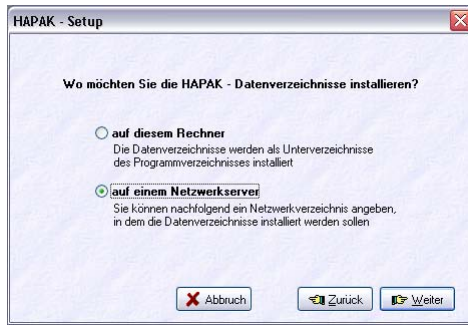 HAPAK - Setup
Wo möchten Sie die HAPAK - Datenverzeichnisse installieren?
auf diesem Rechner
Die Datenverzeichnisse werden als Unterverzeichnisse
des Programmverzeichnisses installiert
auf einem Netzwerkserver
Sie können nachfolgend ein Netzwerkverzeichnis angeben,
in dem die Datenverzeichnisse installiert werden sollen
Abbruch Zurück Weiter